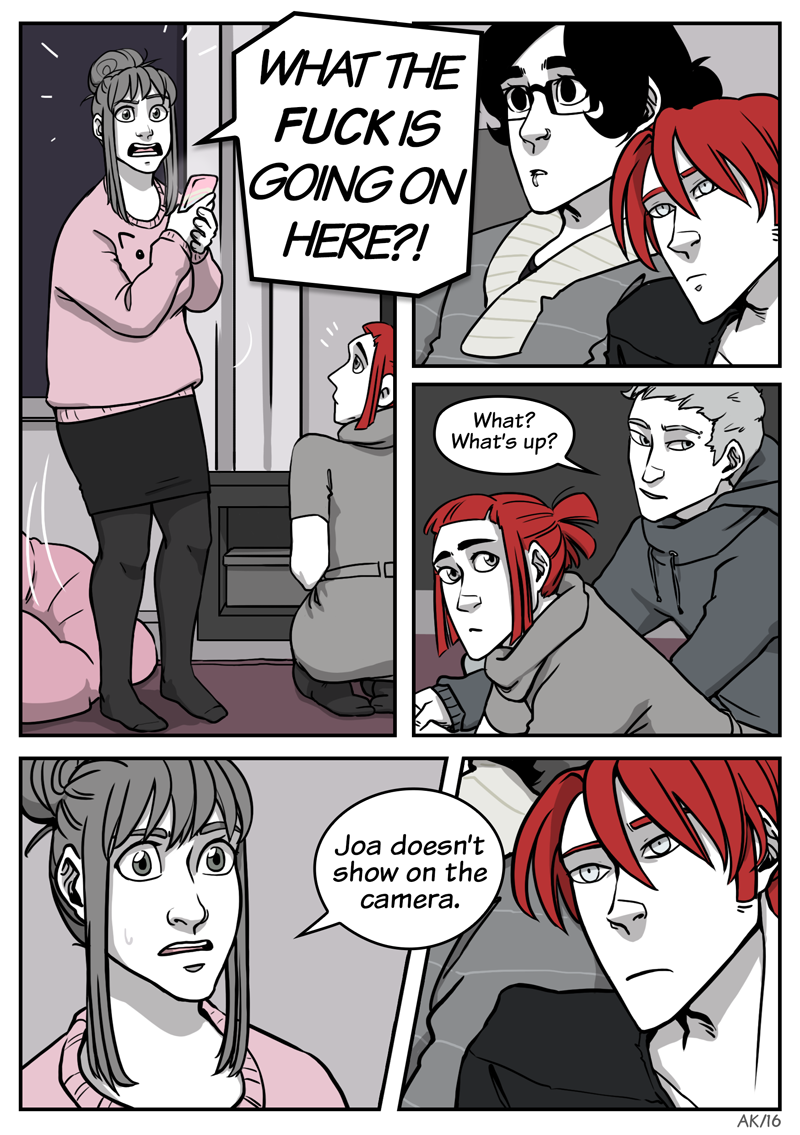 WHAT THE
FUCK IS
GOING ON
HERE?!
What?
What's up?
Joa doesn't
show on the
camera.
AK/16